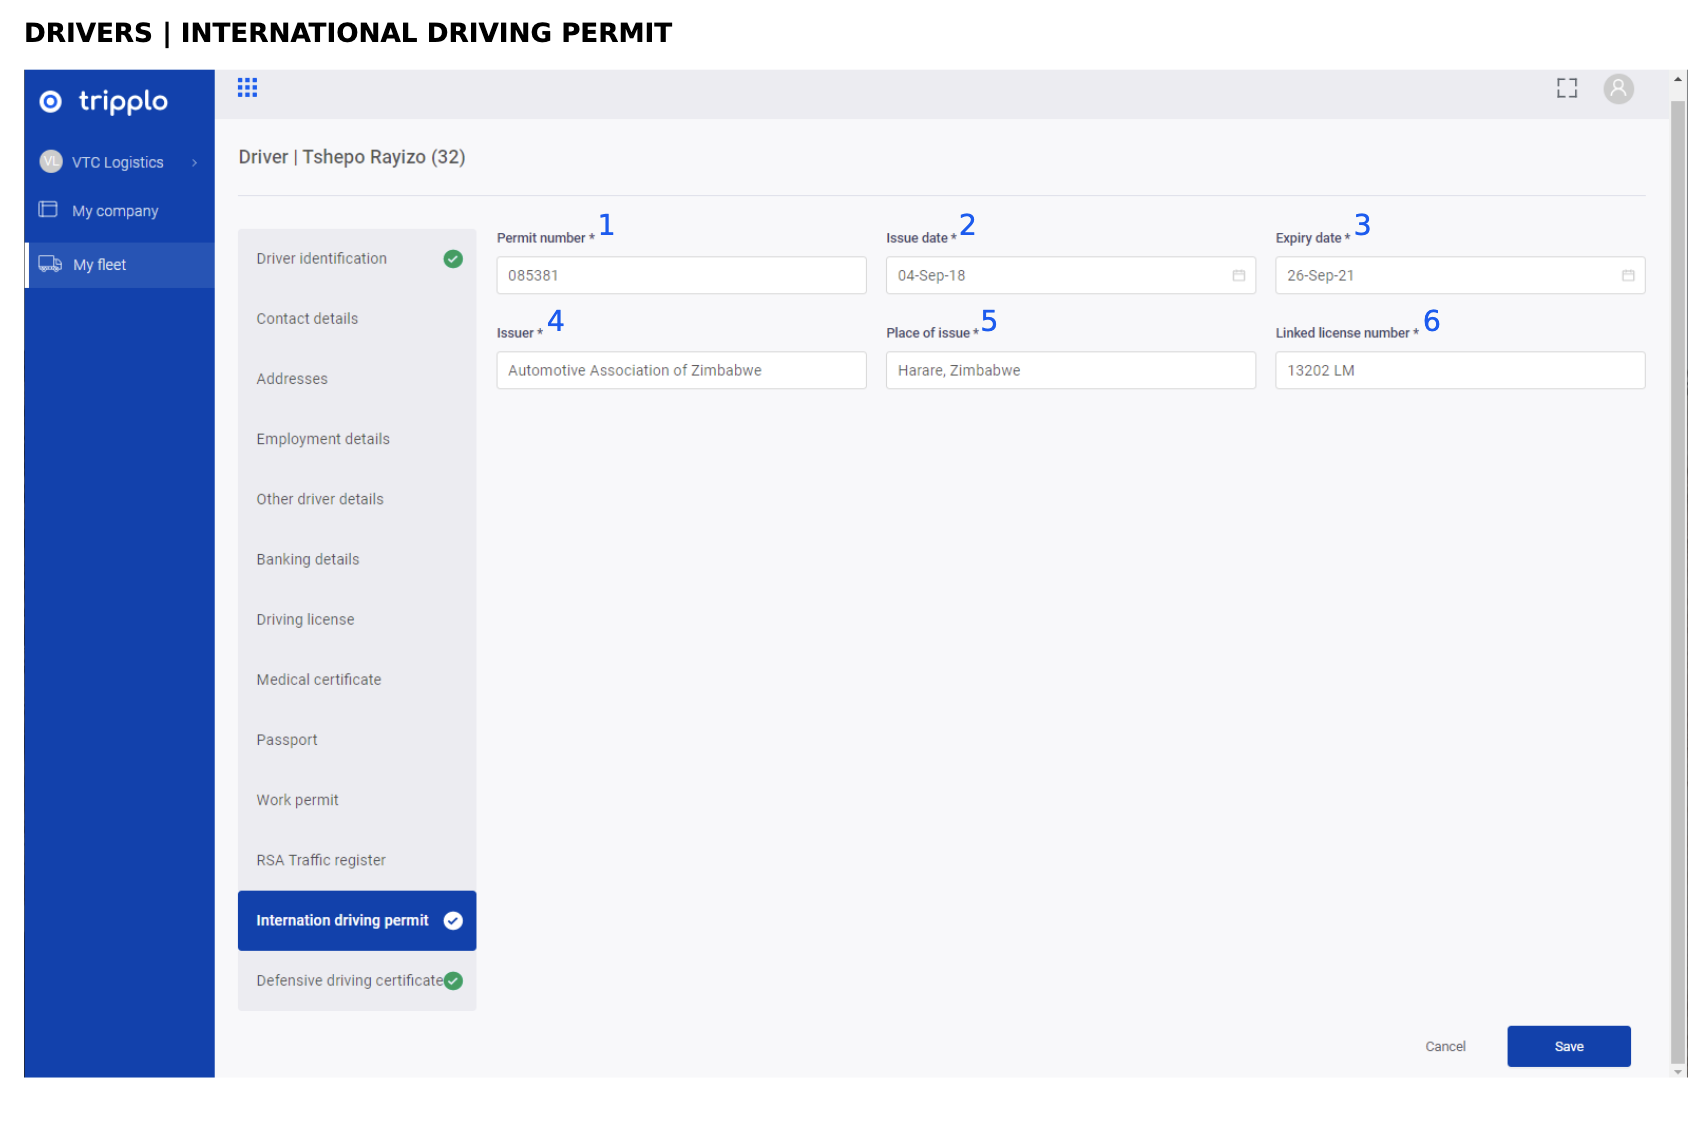 DRIVERS | INTERNATIONAL DRIVING PERMIT
tripplo
VL VTC Logistics
My company
My fleet
Driver | Tshepo Rayizo (32)
Driver identification
Contact details
Addresses
Employment details
Other driver details
Banking details
Driving license
Medical certificate
Passport
Work permit
RSA Traffic register
Internation driving permit
Defensive driving certificate
Permit number * 1
085381
Issue date * 2
04-Sep-18
Expiry date * 3
26-Sep-21
Issuer * 4
Automotive Association of Zimbabwe
Place of issue * 5
Harare, Zimbabwe
Linked license number * 6
13202 LM
Cancel
Save